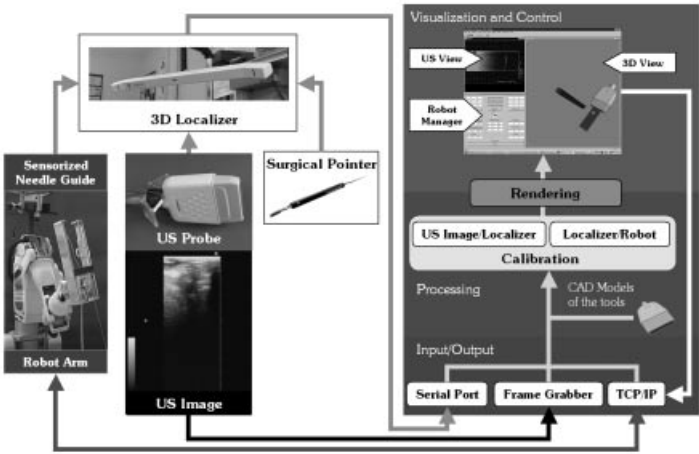 3D Localizer
Sensorized
Needle Guide
Robot Arm
US Probe
US Image
Surgical Pointer
Visualization and Control
US View
3D View
Robot
Manager
Rendering
US Image/Localizer
Localizer/Robot
Calibration
Processing
CAD Models
of the tools
Input/Output
Serial Port
Frame Grabber
TCP/IP